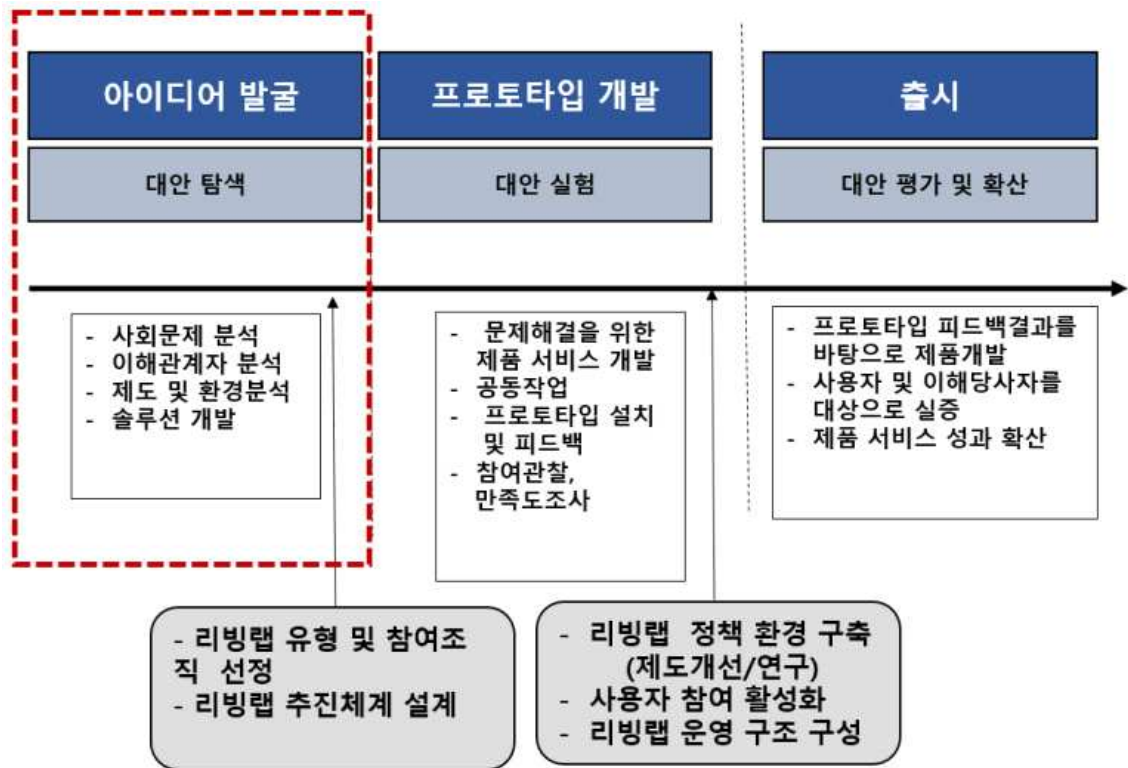 아이디어 발굴
프로토타입 개발
출시
대안 탐색
대안 실험
대안 평가 및 확산
- 사회문제 분석
- 이해관계자 분석
- 제도 및 환경분석
- 솔루션 개발
- 문제해결을 위한
제품 서비스 개발
- 공동작업
- 프로토타입 설치
및 피드백
- 참여관찰,
만족도조사
- 프로토타입 피드백결과를
바탕으로 제품개발
- 사용자 및 이해당사자를
대상으로 실증
- 제품 서비스 성과 확산
- 리빙랩 유형 및 참여조
직 선정
- 리빙랩 추진체계 설계
- 리빙랩 정책 환경 구축
(제도개선/연구)
- 사용자 참여 활성화
- 리빙랩 운영 구조 구성